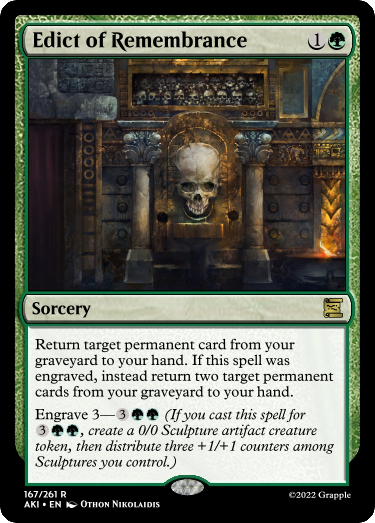 Edict of Remembrance 1
Sorcery
Return target permanent card from your
graveyard to your hand. If this spell was
engraved, instead return two target permanent
cards from your graveyard to your hand.
Engrave 3—3 (If you cast this spell for
3, create a 0/0 Sculpture artifact creature
token, then distribute three +1/+1 counters among
Sculptures you control.)
167/261 R
AKI • EN Othon Nikolaidis
©2022 Grapple